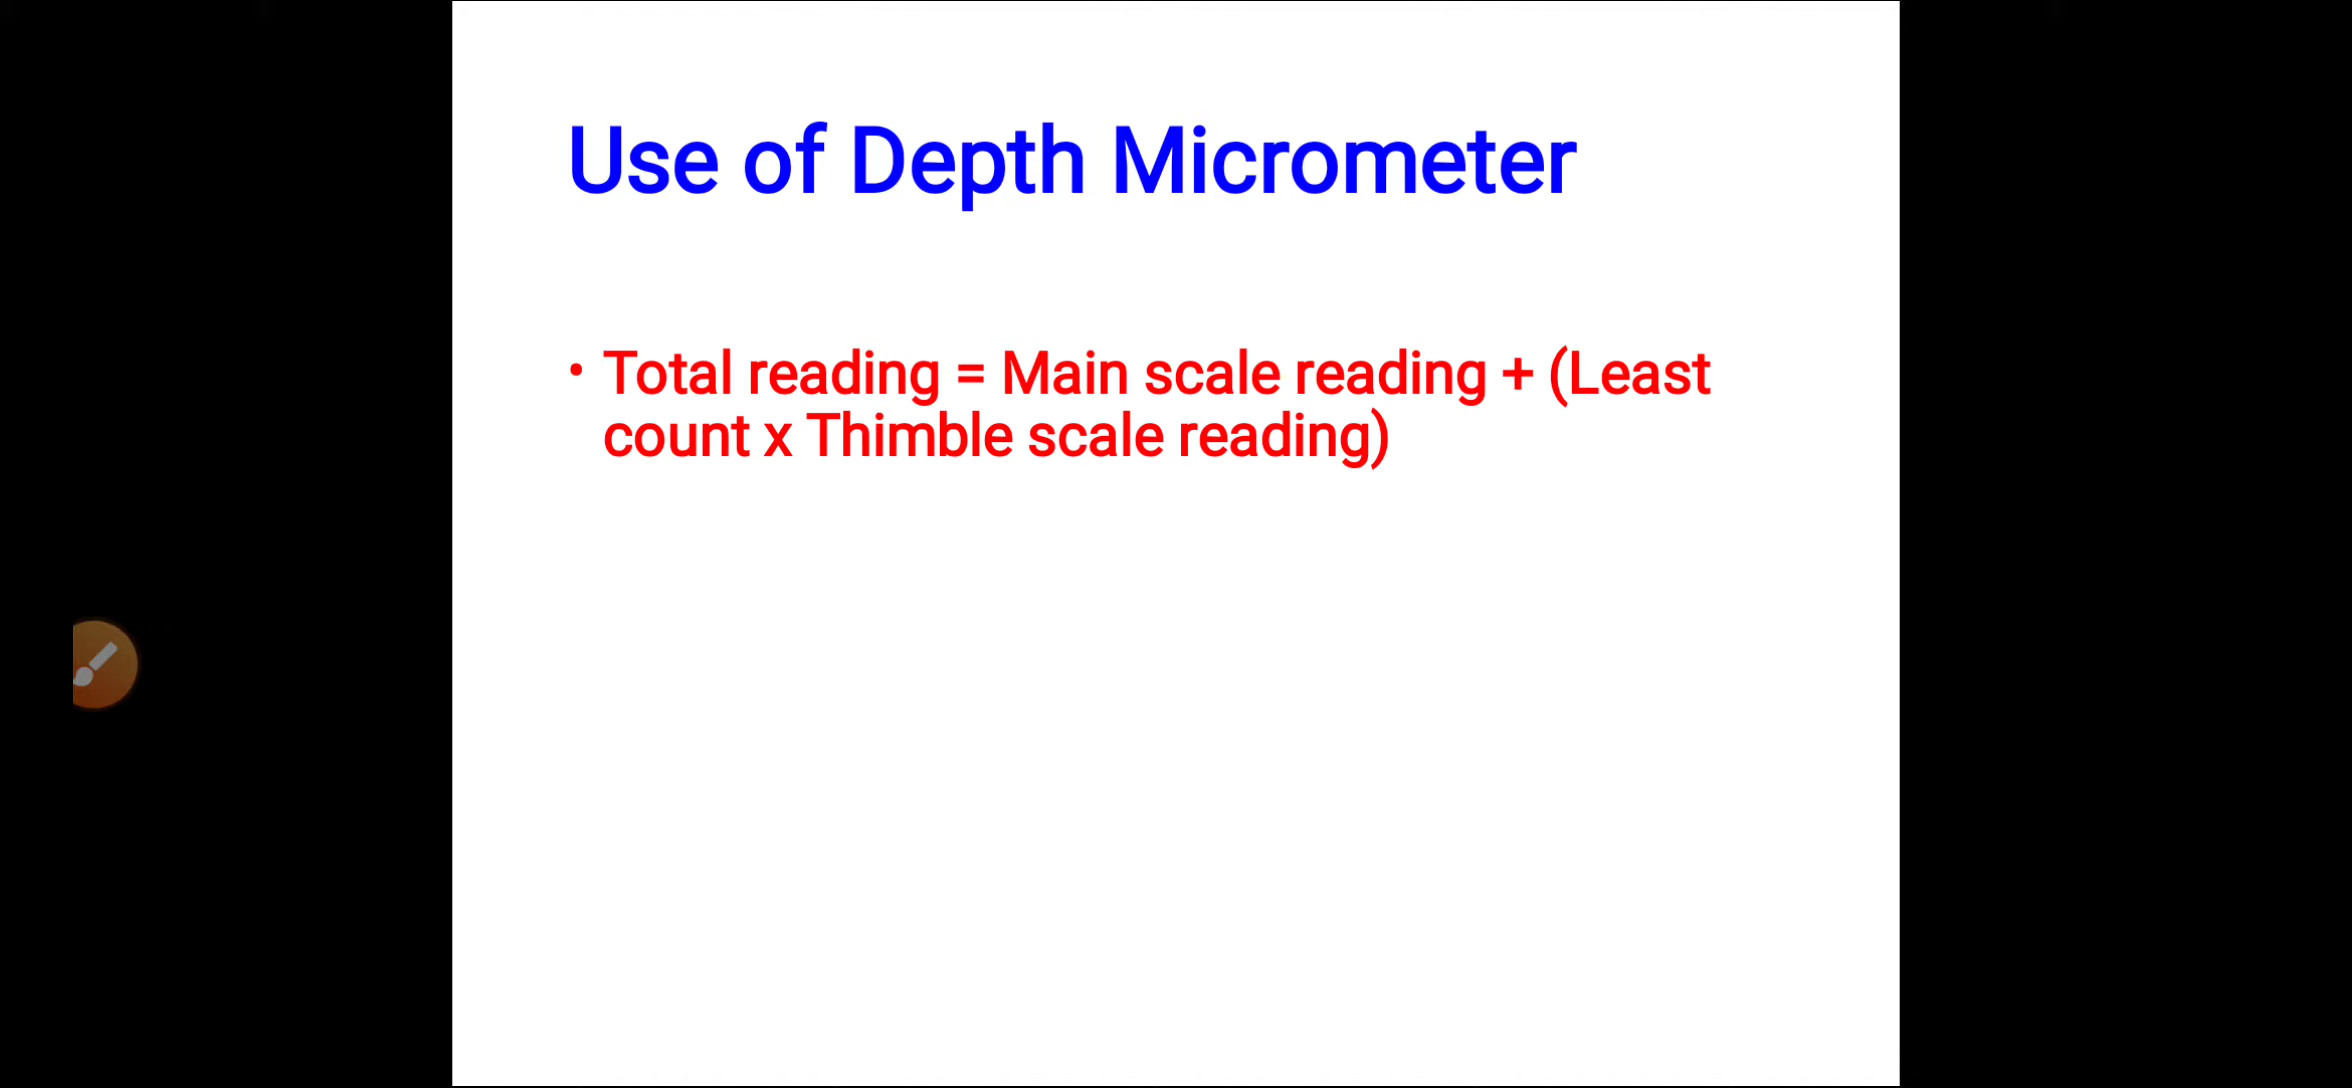 Use of Depth Micrometer
• Total reading = Main scale reading + (Least
count x Thimble scale reading)